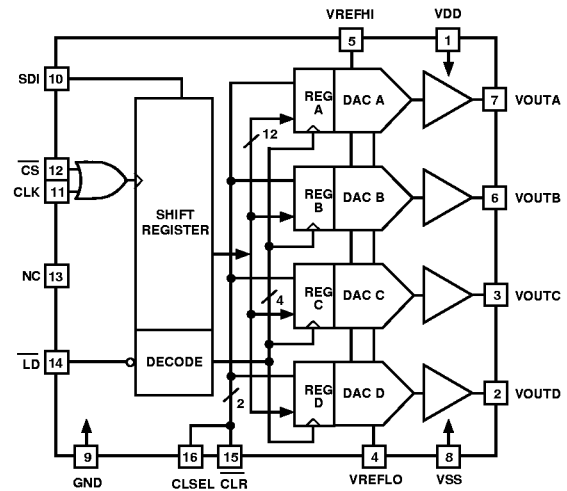 VREFHI
VDD
5
1
SDI
10
REG
A
DAC A
7
VOUTA
12
CS
12
CLK
11
REG
B
DAC B
6
VOUTB
SHIFT
REGISTER
NC
13
REG
C
DAC C
3
VOUTC
4
LD
14
DECODE
REG
D
DAC D
2
VOUTD
2
9
16
15
4
8
GND
CLSEL
CLR
VREFLO
VSS